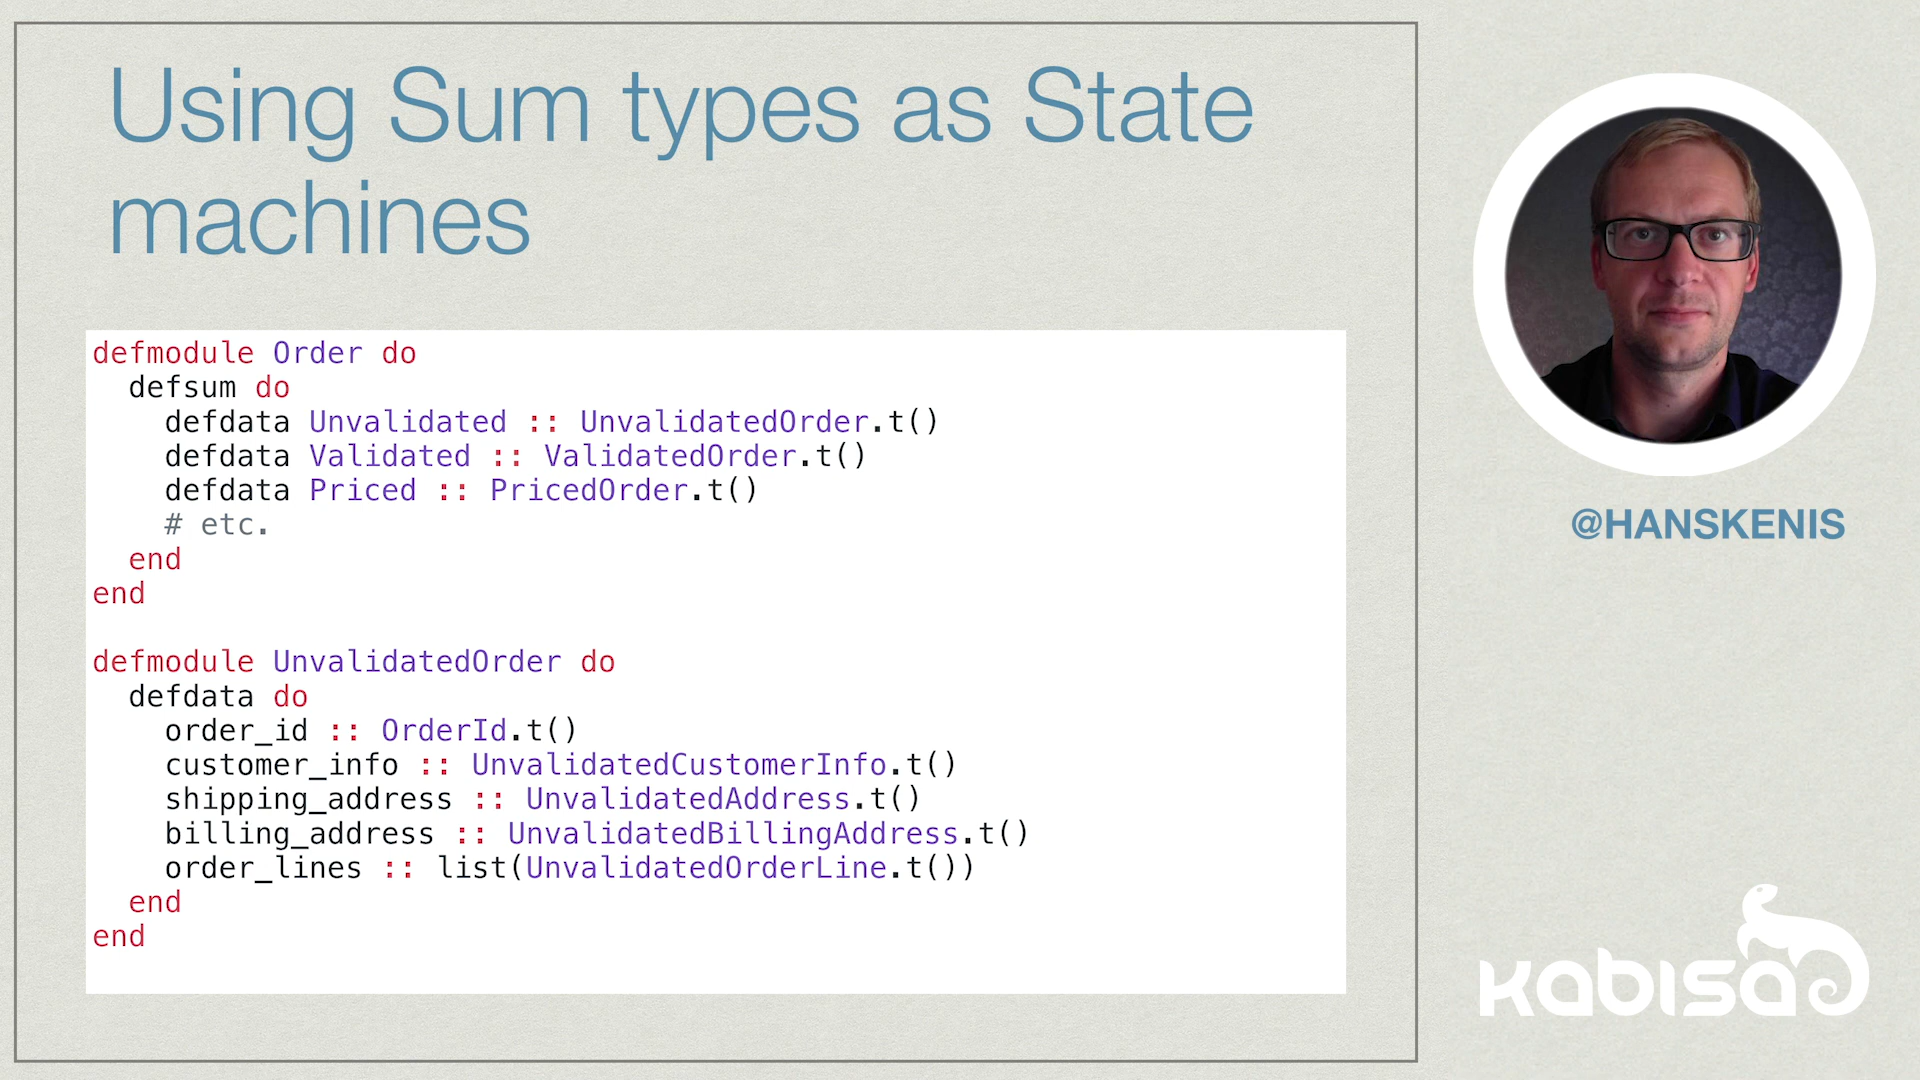 Using Sum types as State
machines
defmodule Order do
  defsum do
    defdata Unvalidated :: UnvalidatedOrder.t()
    defdata Validated :: ValidatedOrder.t()
    defdata Priced :: PricedOrder.t()
    # etc.
  end
end

defmodule UnvalidatedOrder do
  defdata do
    order_id :: OrderId.t()
    customer_info :: UnvalidatedCustomerInfo.t()
    shipping_address :: UnvalidatedAddress.t()
    billing_address :: UnvalidatedBillingAddress.t()
    order_lines :: list(UnvalidatedOrderLine.t())
  end
end
@HANSKENIS
kabisa